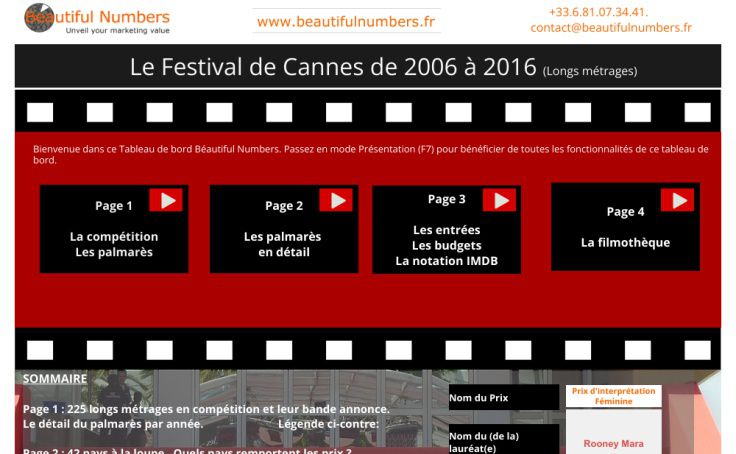 Beautiful Numbers
Unveil your marketing value
www.beautifulnumbers.fr
+33.6.81.07.34.41.
contact@beautifulnumbers.fr
Le Festival de Cannes de 2006 à 2016 (Longs métrages)
Bienvenue dans ce Tableau de bord Béautiful Numbers. Passez en mode Présentation (F7) pour bénéficier de toutes les fonctionnalités de ce tableau de
bord.
Page 1
La compétition
Les palmarès
Page 2
Les palmarès
en détail
Page 3
Les entrées
Les budgets
La notation IMDB
Page 4
La filmothèque
SOMMAIRE
Page 1 : 225 longs métrages en compétition et leur bande annonce.
Le détail du palmarès par année. Légende ci-contre:
Page 2 : 42 pays à la loupe. Quels pays remportent les prix ?
Nom du Prix
Prix d'interprétation
Féminine
Nom du (de la)
lauréat(e)
Rooney Mara